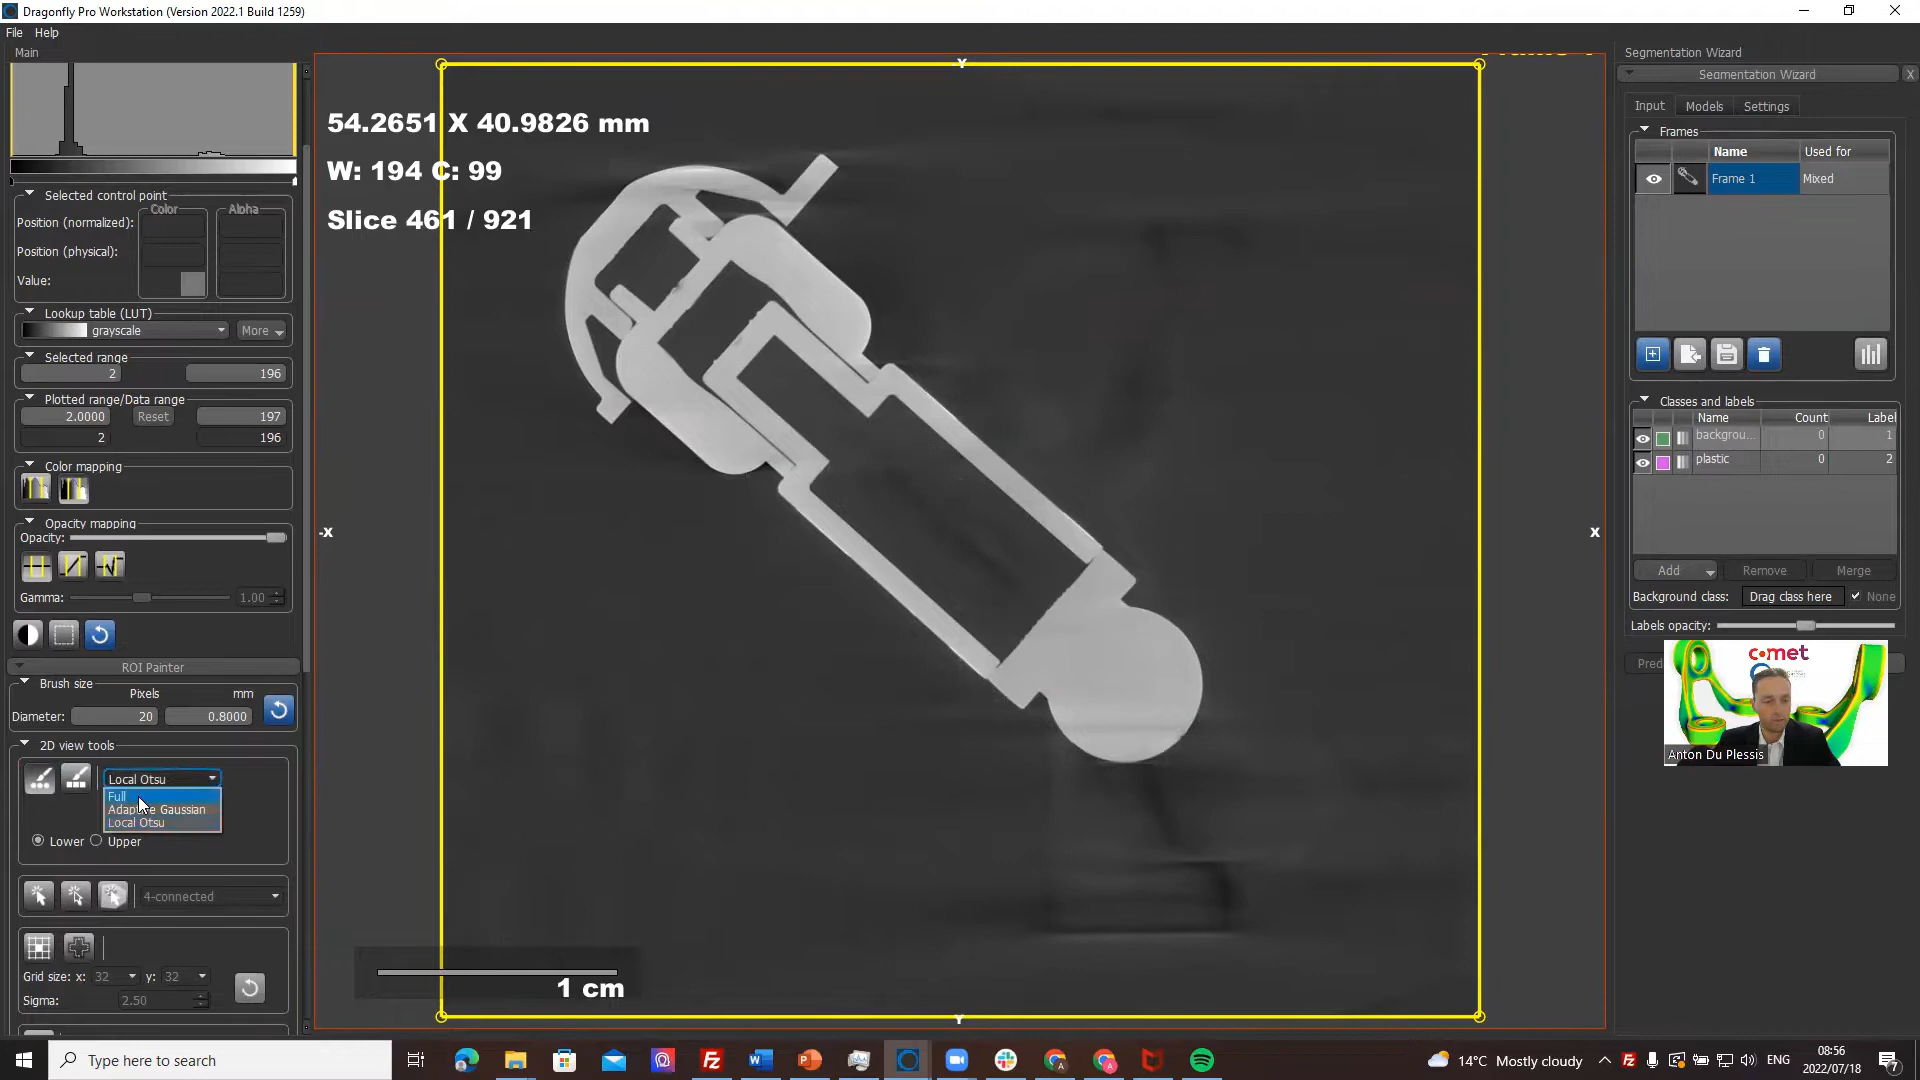 Dragonfly Pro Workstation (Version 2022.1 Build 1259)
File Help
Main
Selected control point
Color Alpha
Position (normalized):
Position (physical):
Value:
Lookup table (LUT)
grayscale More
Selected range
2 196
Plotted range/Data range
2.0000 Reset 197
2 196
Color mapping
Opacity mapping
Opacity:
Gamma: 1.00
ROI Painter
Brush size
Pixels mm
Diameter: 20 0.8000
2D view tools
Local Otsu
Full
Adaptive Gaussian
Local Otsu
Lower Upper
4-connected
Grid size: x: 32 y: 32
Sigma: 2.50
54.2651 X 40.9826 mm
W: 194 C: 99
Slice 461 / 921
Y
-X
X
Y
1 cm
Segmentation Wizard
Segmentation Wizard X
Input Models Settings
Frames
Name Used for
Frame 1 Mixed
Classes and labels
Name Count Label
backgrou... 0 1
plastic 0 2
Add Remove Merge
Background class: Drag class here None
Labels opacity:
Pred
comet
Anton Du Plessis
Type here to search
14°C Mostly cloudy
ENG
08:56
2022/07/18
7